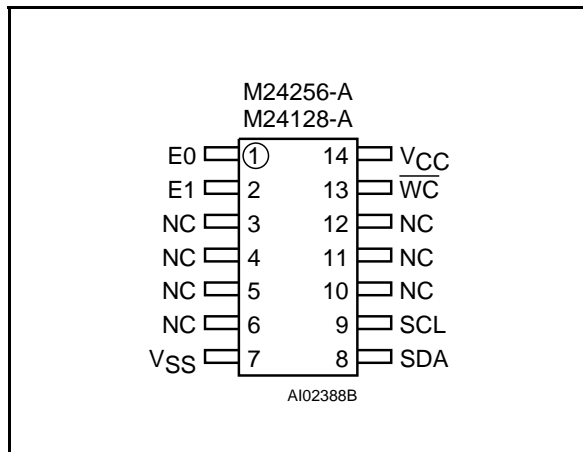 M24256-A
M24128-A
E0 1 14 VCC
E1 2 13 W̅C̅
NC 3 12 NC
NC 4 11 NC
NC 5 10 NC
NC 6 9 SCL
VSS 7 8 SDA
AI02388B